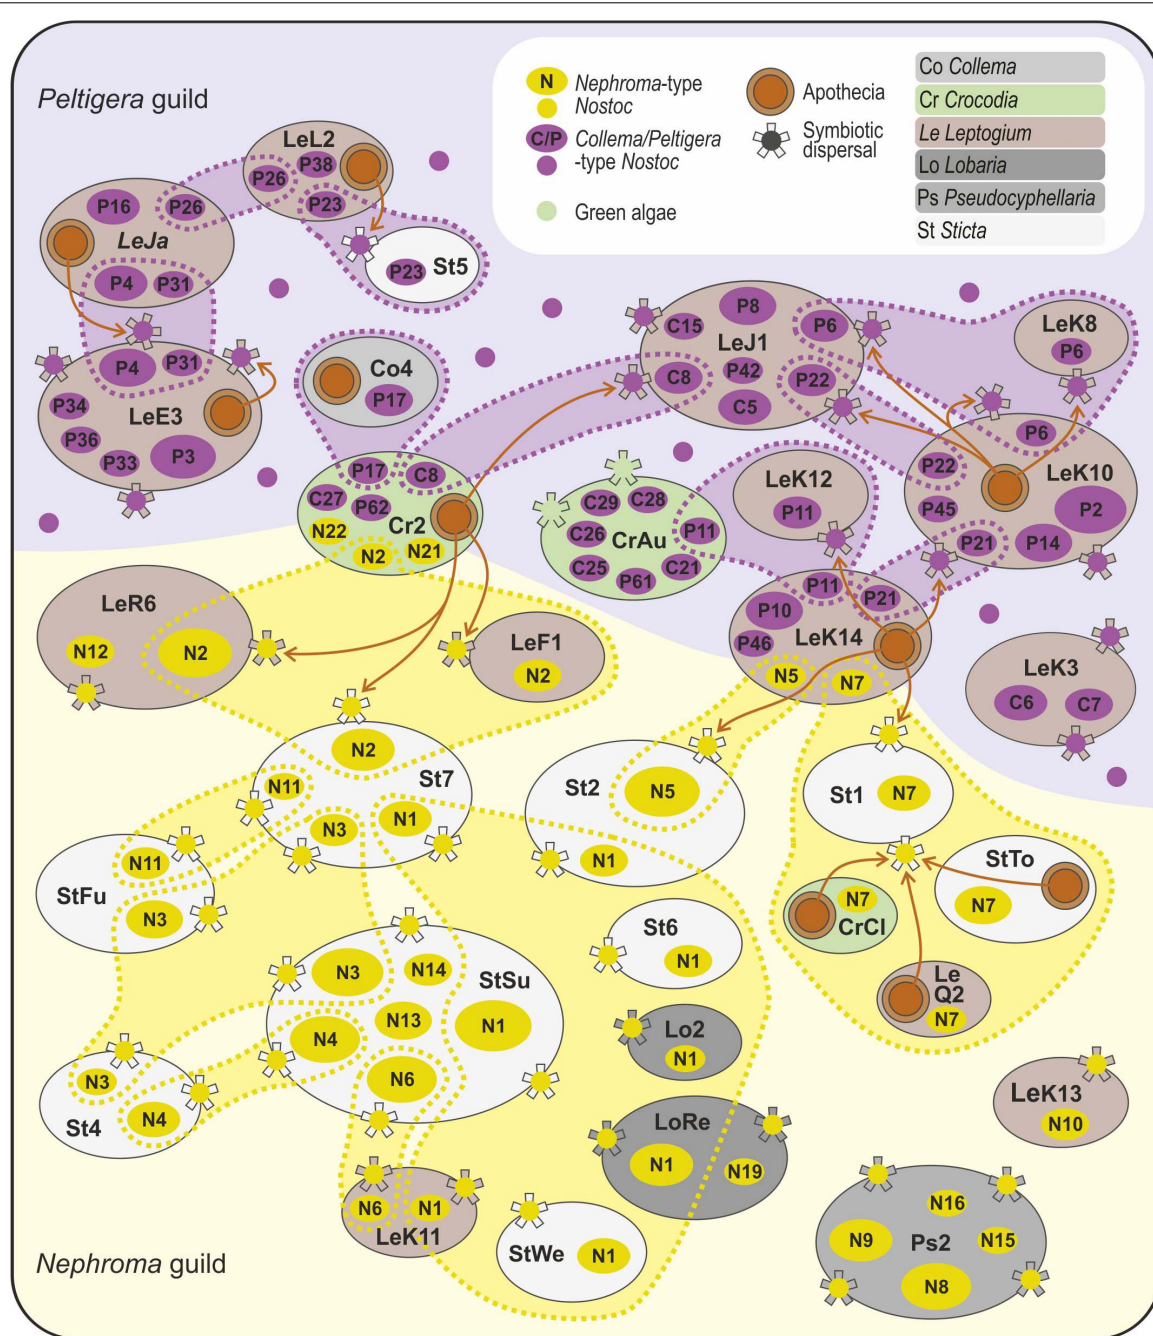 Peltigera guild
N
Nephroma-type
Nostoc
C/P
Collema/Peltigera
-type Nostoc
Green algae
Apothecia
Symbiotic
dispersal
Co Collema
Cr Crocodia
Le Leptogium
Lo Lobaria
Ps Pseudocyphellaria
St Sticta
LeL2
P38
P26
P23
P16
P26
LeJa
P4
P31
P23
St5
P4
P31
LeE3
P34
P36
P33
P3
Co4
P17
P8
C15
P6
LeJ1
P42
C8
P22
C5
LeK8
P6
P6
P22
LeK10
P45
P2
P21
P14
P17
C8
C27
P62
Cr2
N22
N2
N21
C29
C28
C26
CrAu
P11
C25
P61
C21
LeK12
P11
P11
P21
P10
P46
LeK14
N5
N7
LeK3
C6
C7
LeR6
N12
N2
LeF1
N2
N2
St7
N11
N3
N1
St2
N5
N1
St1
N7
StTo
N7
N7
CrCl
Le
Q2
N7
N11
StFu
N3
N3
N14
StSu
N13
N4
N1
N6
St6
N1
Lo2
N1
N3
St4
N4
LoRe
N1
N19
LeK13
N10
N6
N1
LeK11
StWe
N1
N16
N9
Ps2
N15
N8
Nephroma guild